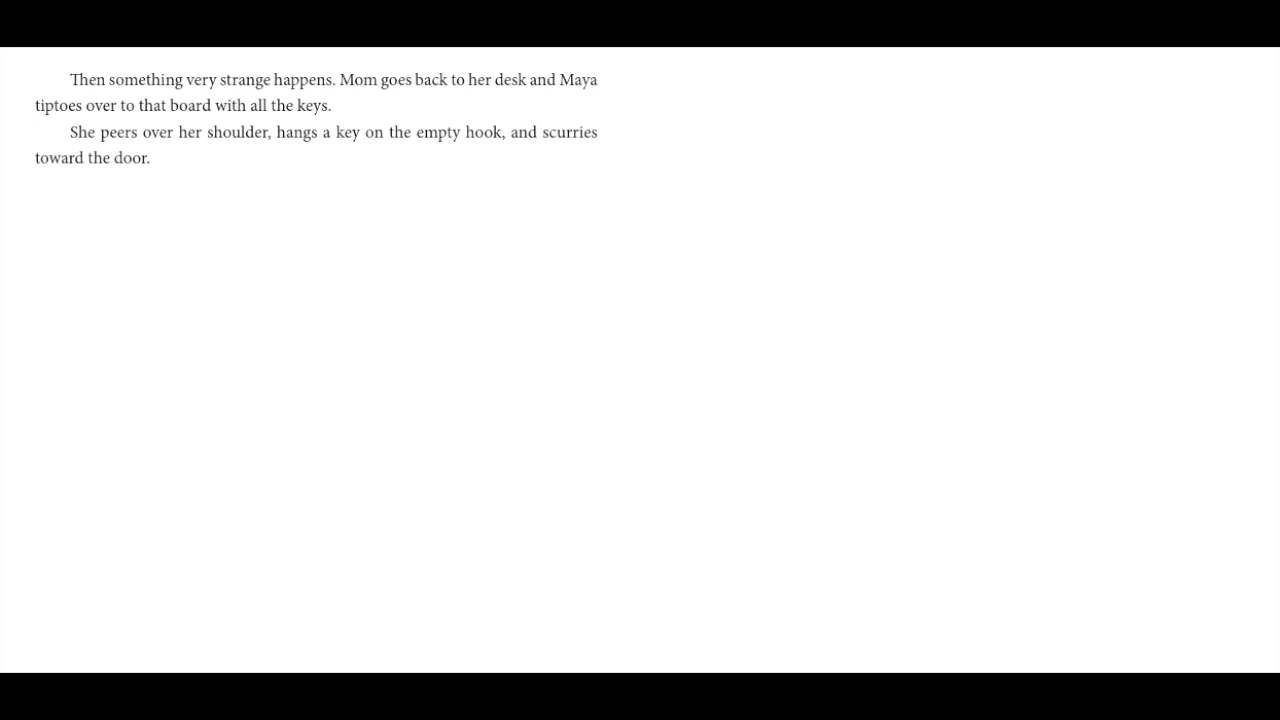 Then something very strange happens. Mom goes back to her desk and Maya
tiptoes over to that board with all the keys.
She peers over her shoulder, hangs a key on the empty hook, and scurries
toward the door.